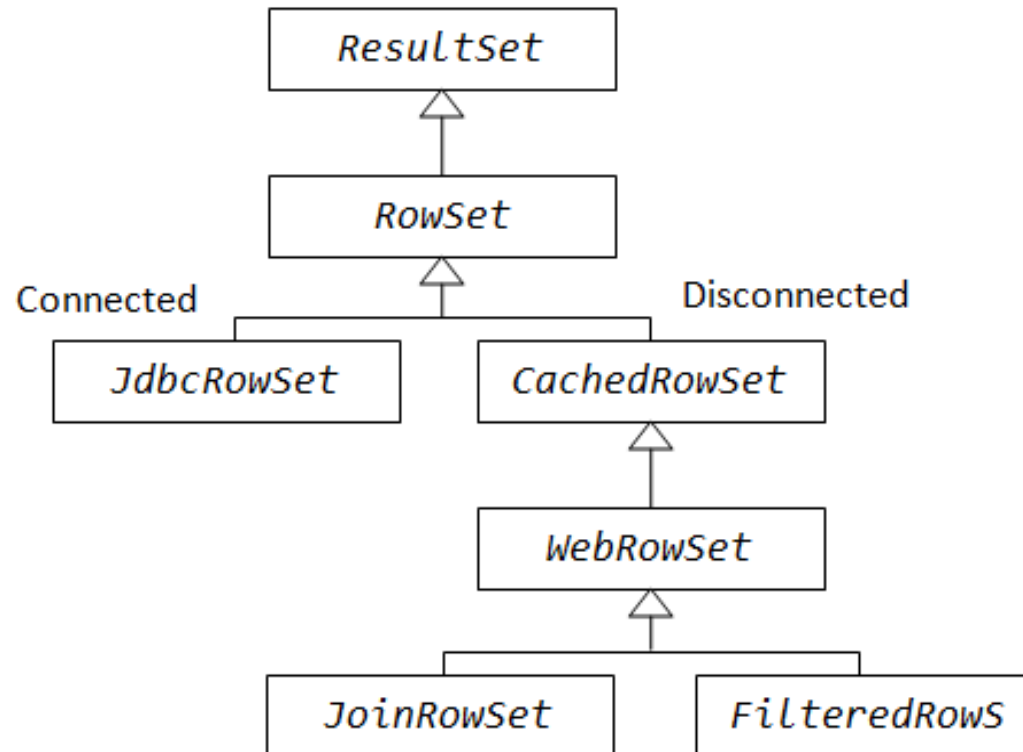 ResultSet
RowSet
Connected
Disconnected
JdbcRowSet
CachedRowSet
WebRowSet
JoinRowSet
FilteredRowS